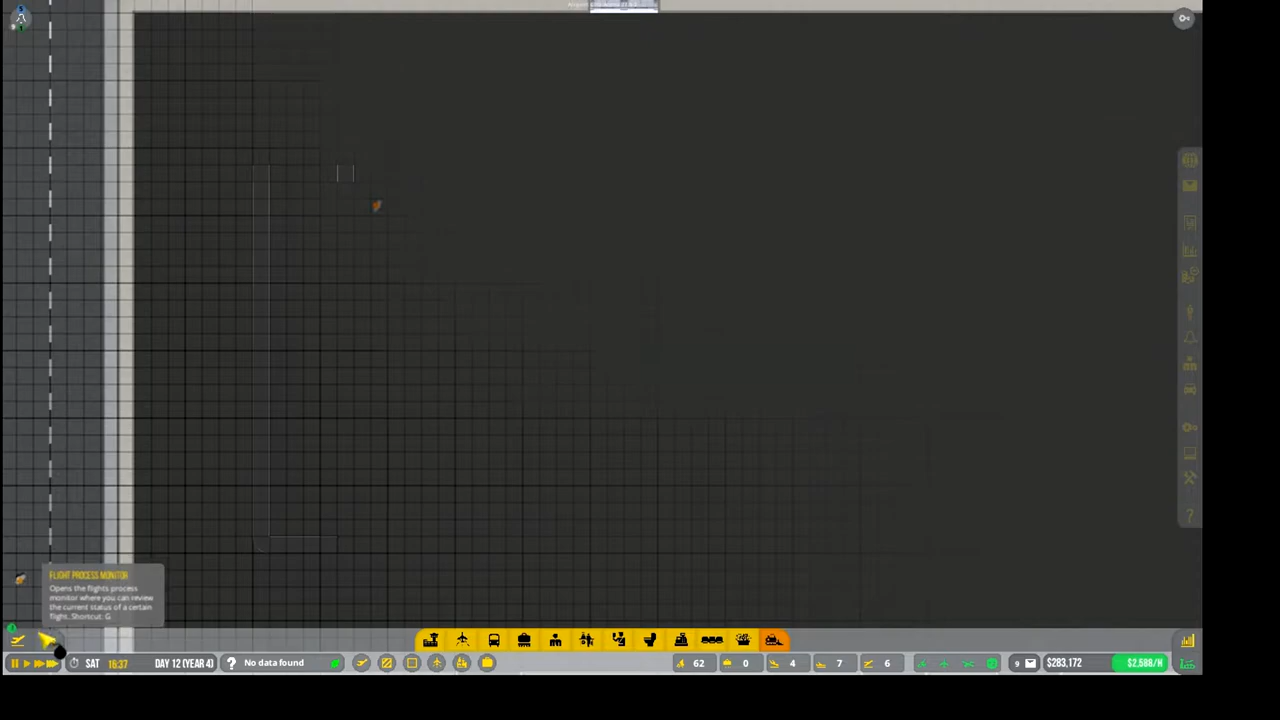 FLIGHT PROCESS MONITOR
Opens the flights process
monitor where you can review
the current status of a certain
flight. Shortcut: G
SAT 16:37 DAY 12 (YEAR 4) ? No data found 62 0 4 7 6 9 $283,172 $2,688/H